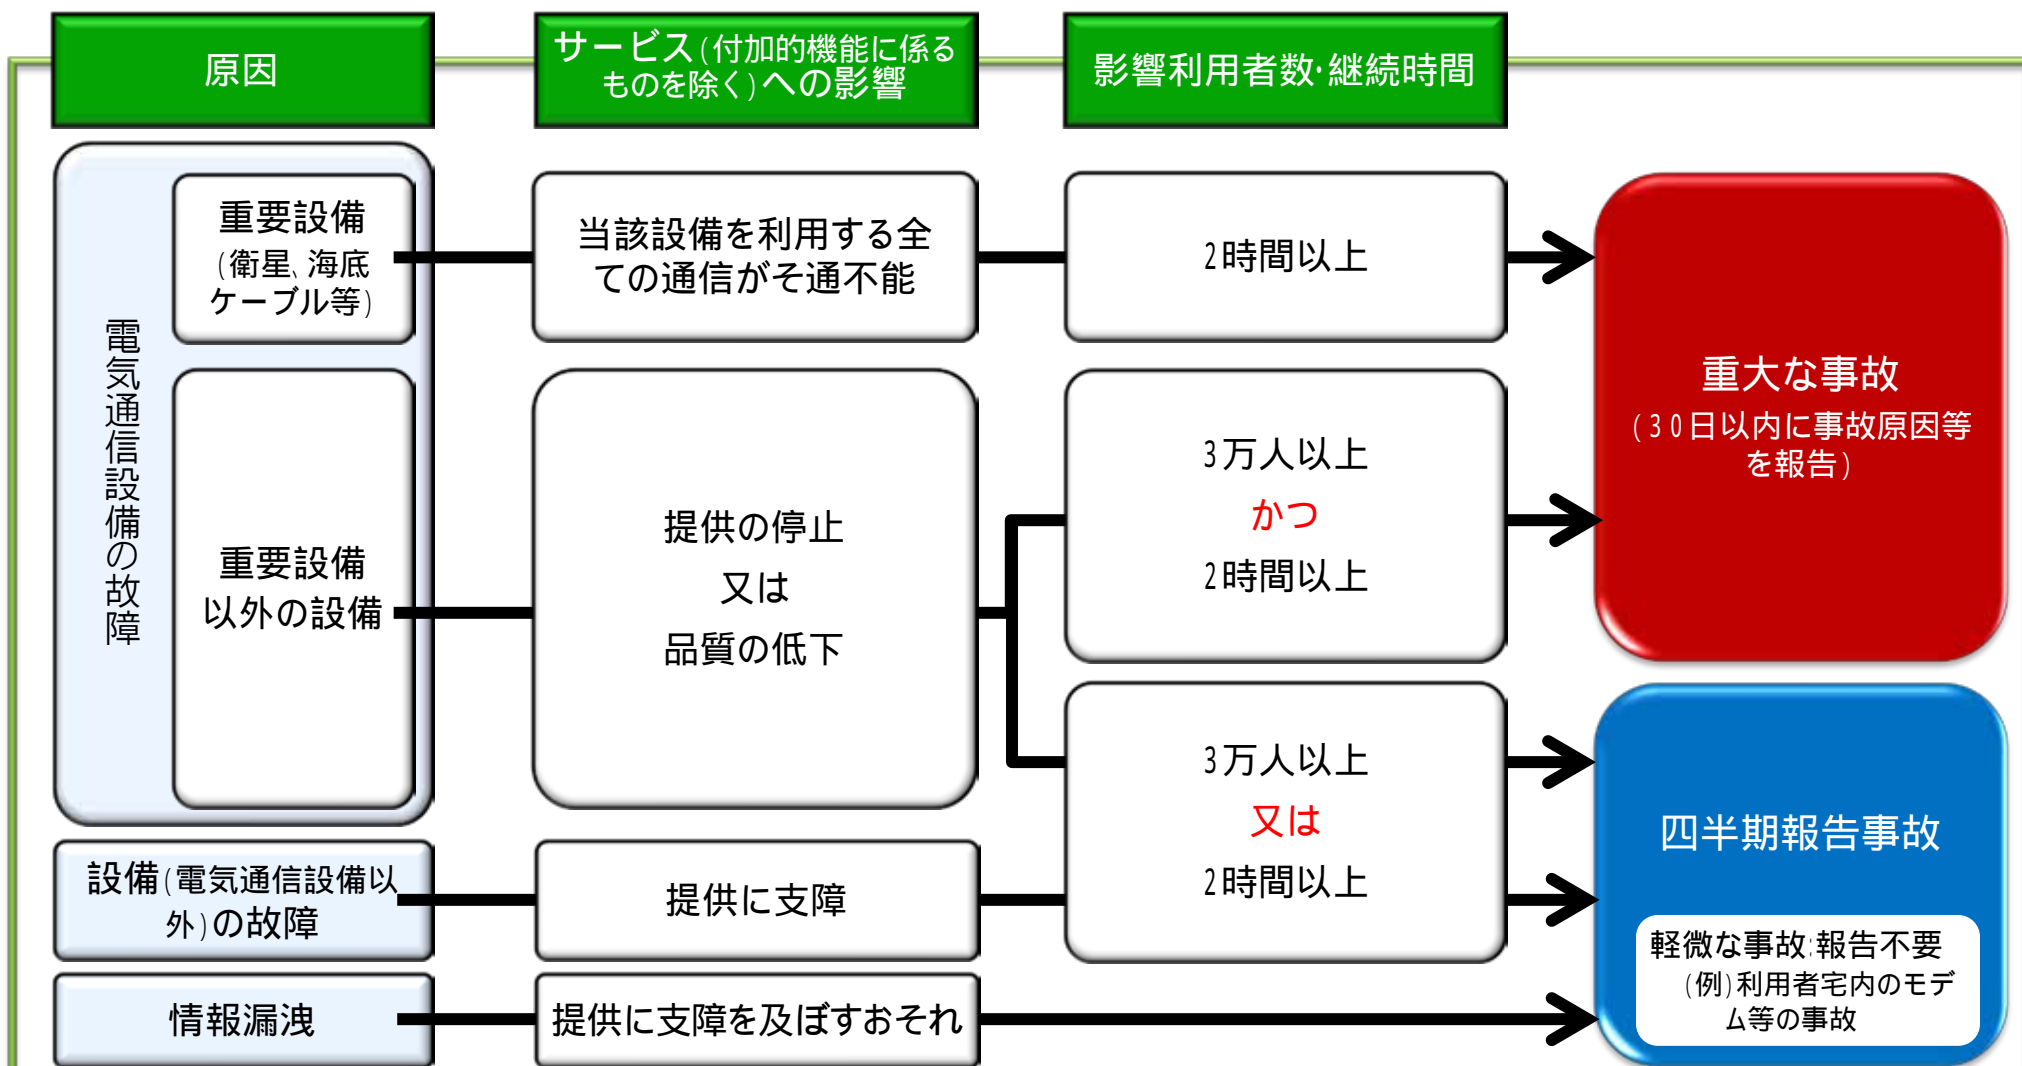 原因
サービス(付加的機能に係る
ものを除く)への影響
影響利用者数・継続時間
電気通信設備の故障
重要設備
(衛星、海底
ケーブル等)
当該設備を利用する全
ての通信がそ通不能
2時間以上
重要設備
以外の設備
提供の停止
又は
品質の低下
3万人以上
かつ
2時間以上
重大な事故
(30日以内に事故原因等
を報告)
3万人以上
又は
2時間以上
設備(電気通信設備以
外)の故障
提供に支障
情報漏洩
提供に支障を及ぼすおそれ
四半期報告事故
軽微な事故:報告不要
(例)利用者宅内のモデ
ム等の事故